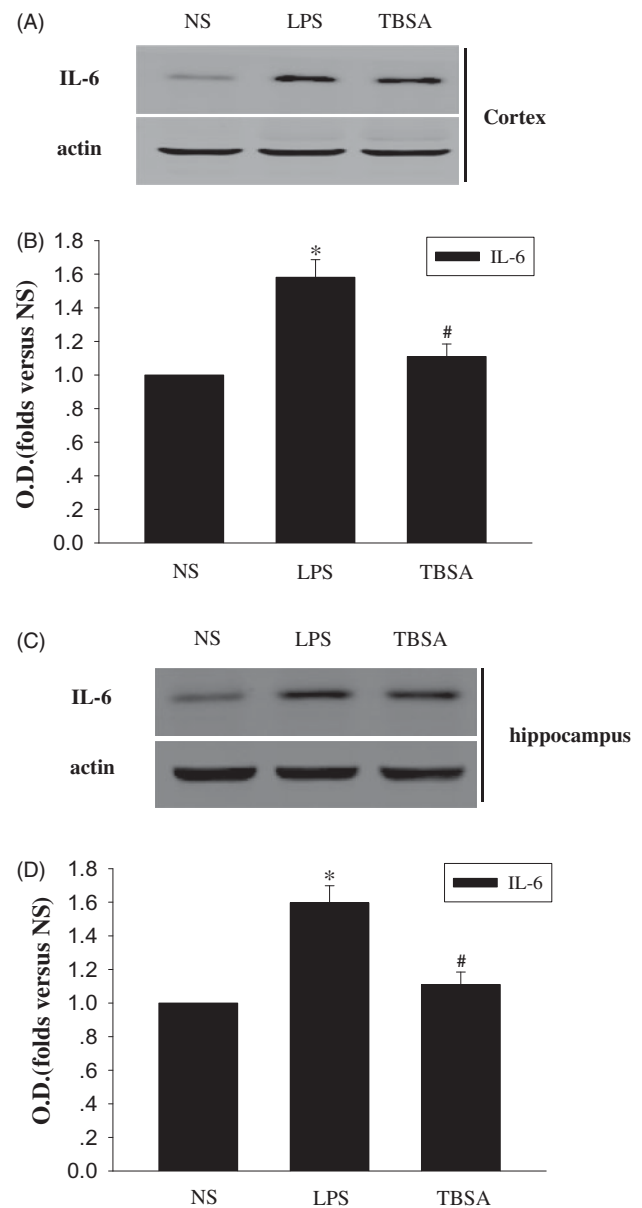 (A) NS LPS TBSA
IL-6
actin
Cortex
(B)
O.D.(folds versus NS)
1.8
1.6
1.4
1.2
1.0
.8
.6
.4
.2
0.0
*
#
IL-6
NS LPS TBSA
(C) NS LPS TBSA
IL-6
actin
hippocampus
(D)
O.D.(folds versus NS)
1.8
1.6
1.4
1.2
1.0
.8
.6
.4
.2
0.0
*
#
IL-6
NS LPS TBSA